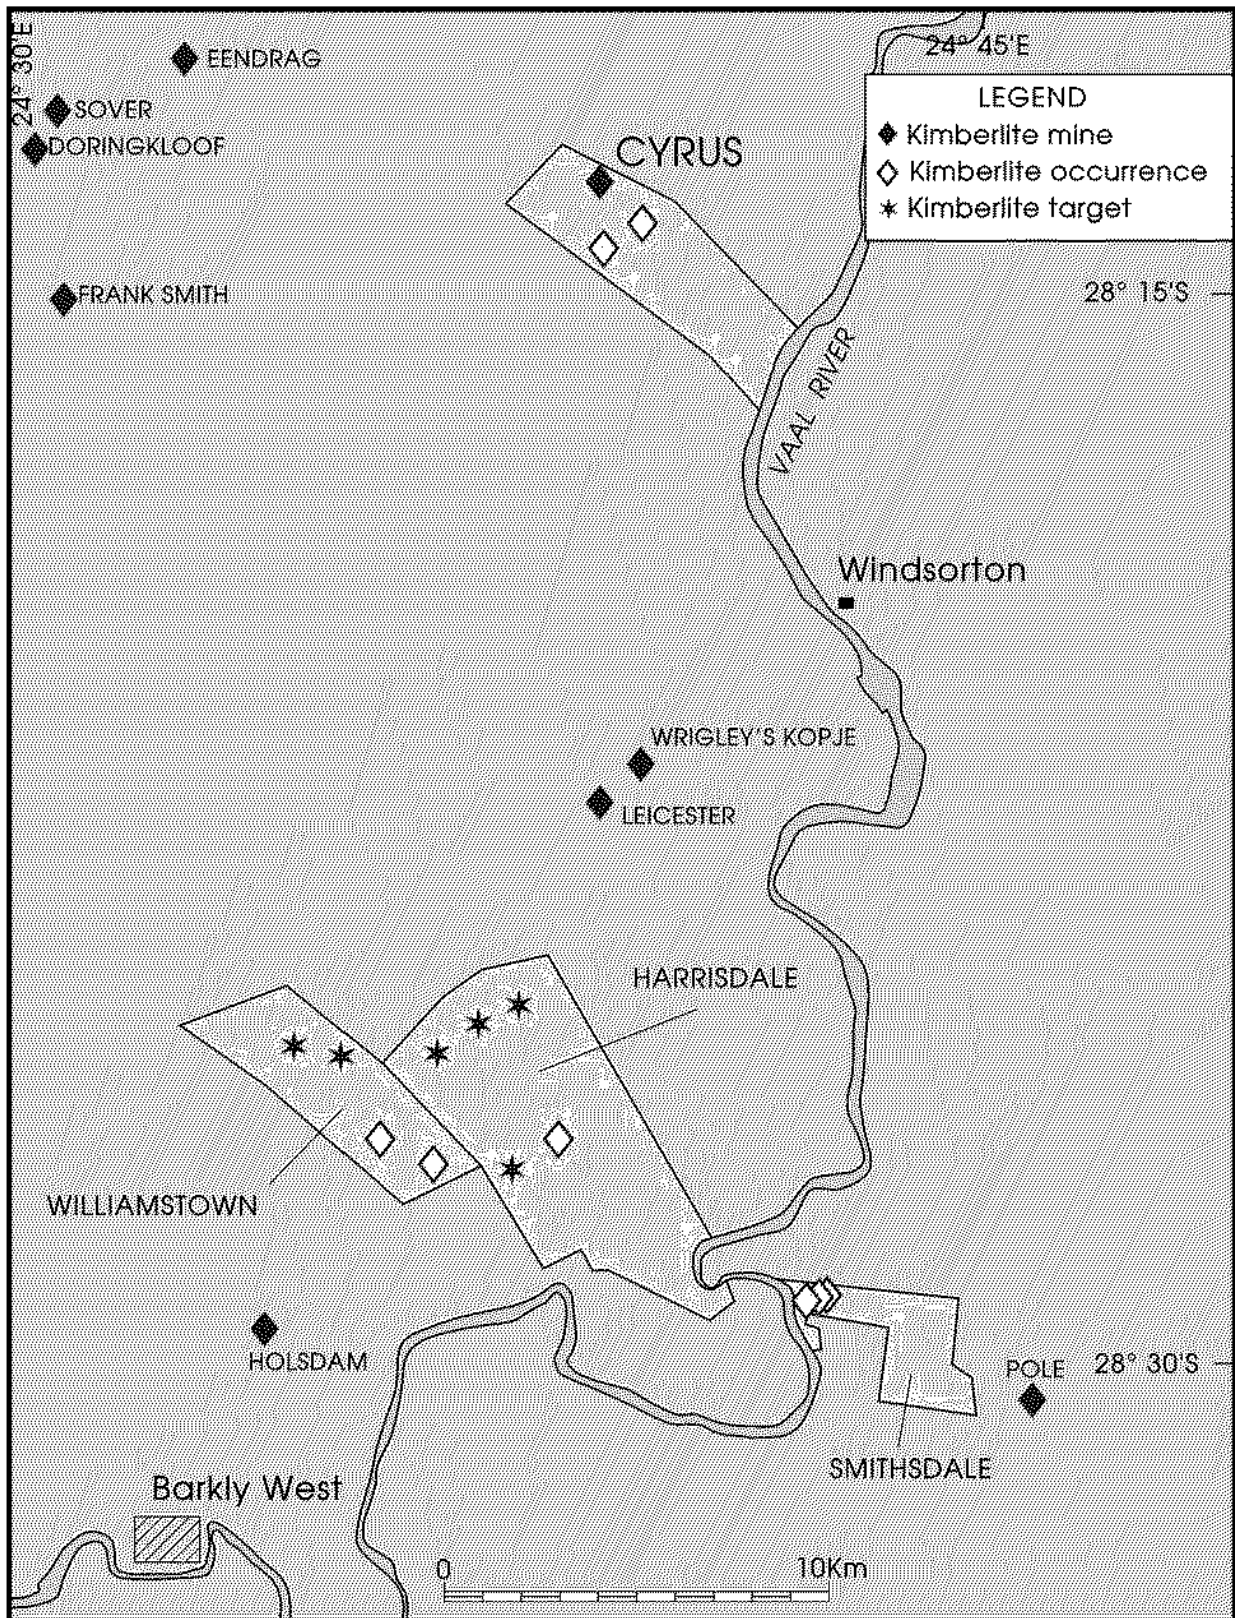 24° 30'E
EENDRAG
SOVER
DORINGKLOOF
24° 45'E
LEGEND
Kimberlite mine
Kimberlite occurrence
Kimberlite target
CYRUS
FRANK SMITH
28° 15'S
VAAL RIVER
Windsorton
WRIGLEY'S KOPJE
LEICESTER
HARRISDALE
WILLIAMSTOWN
HOLSDAM
POLE
28° 30'S
SMITHSDALE
Barkly West
0 10Km